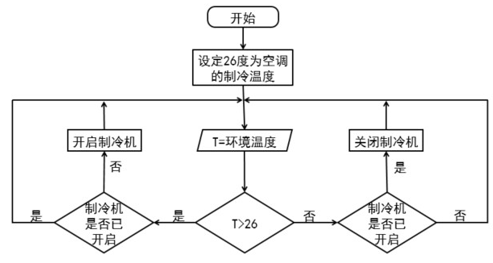 开始
设定26度为空调
的制冷温度
开启制冷机
T=环境温度
关闭制冷机
否
是
是
制冷机
是否已
开启
是
T>26
否
制冷机
是否已
开启
否